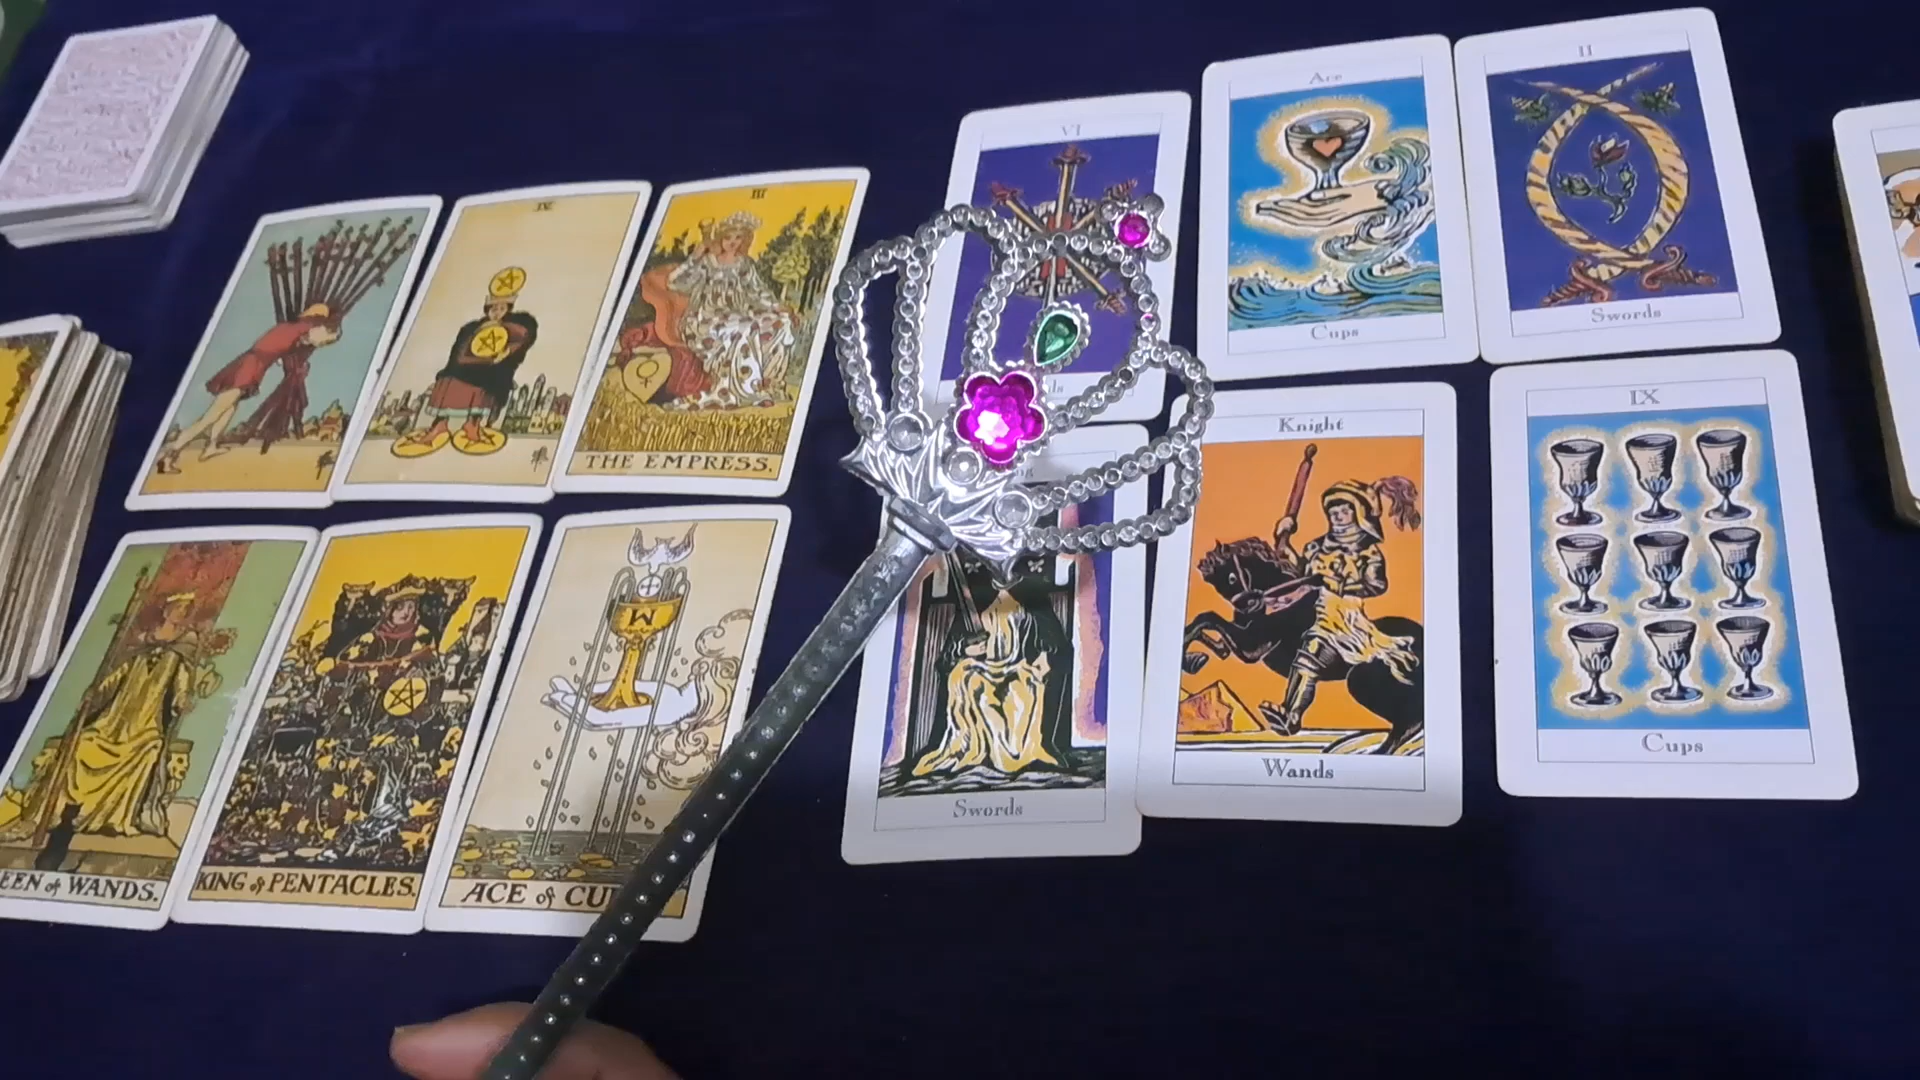 IV
III
THE EMPRESS.
EEN of WANDS.
KING of PENTACLES.
ACE of CU
VI
Ace
Cups
II
Swords
Swords
Knight
Wands
IX
Cups